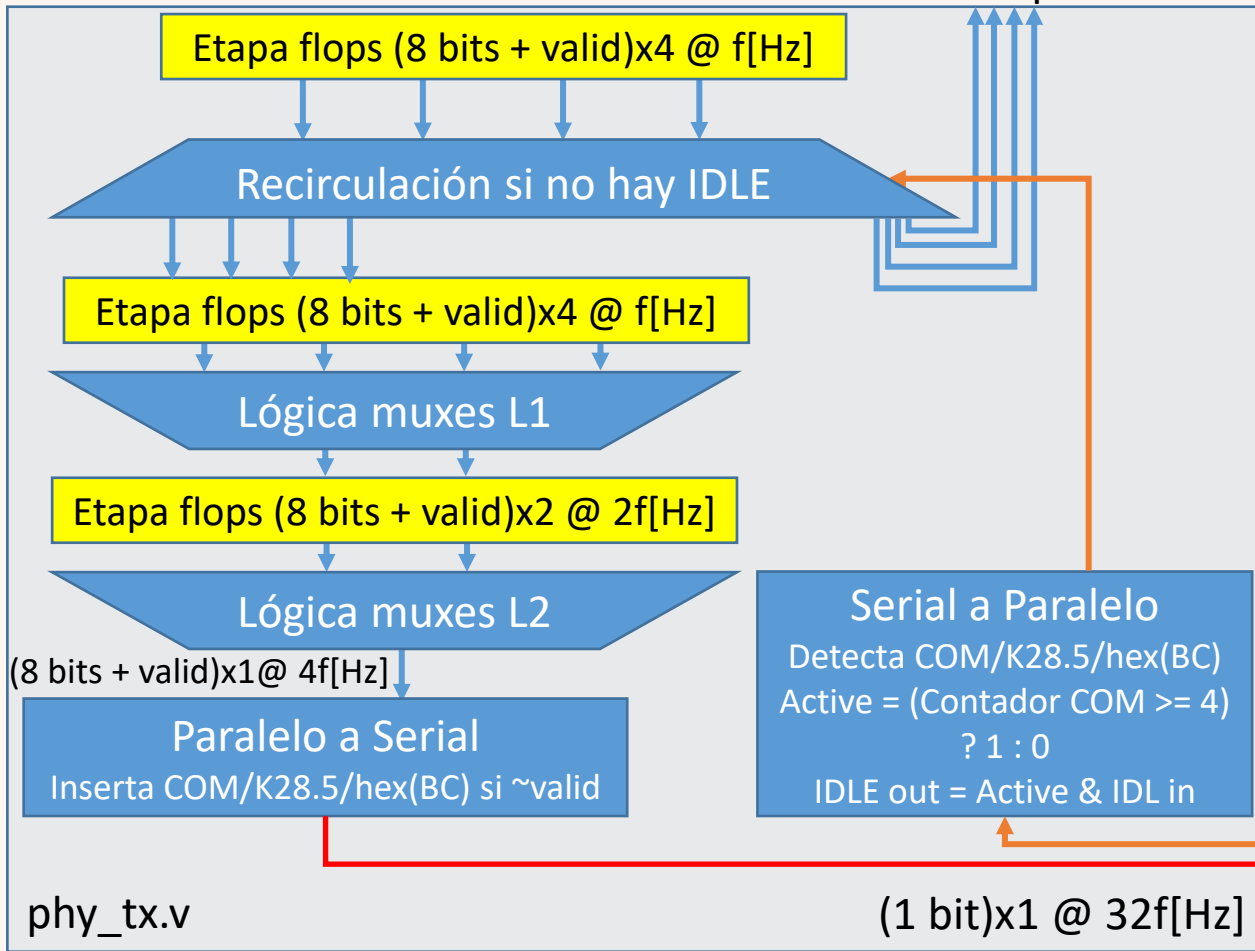 Etapa flops (8 bits + valid)x4 @ f[Hz]
Recirculación si no hay IDLE
Etapa flops (8 bits + valid)x4 @ f[Hz]
Lógica muxes L1
Etapa flops (8 bits + valid)x2 @ 2f[Hz]
Lógica muxes L2
(8 bits + valid)x1@ 4f[Hz]
Paralelo a Serial
Inserta COM/K28.5/hex(BC) si ~valid
Serial a Paralelo
Detecta COM/K28.5/hex(BC)
Active = (Contador COM >= 4)
? 1 : 0
IDLE out = Active & IDL in
phy_tx.v
(1 bit)x1 @ 32f[Hz]